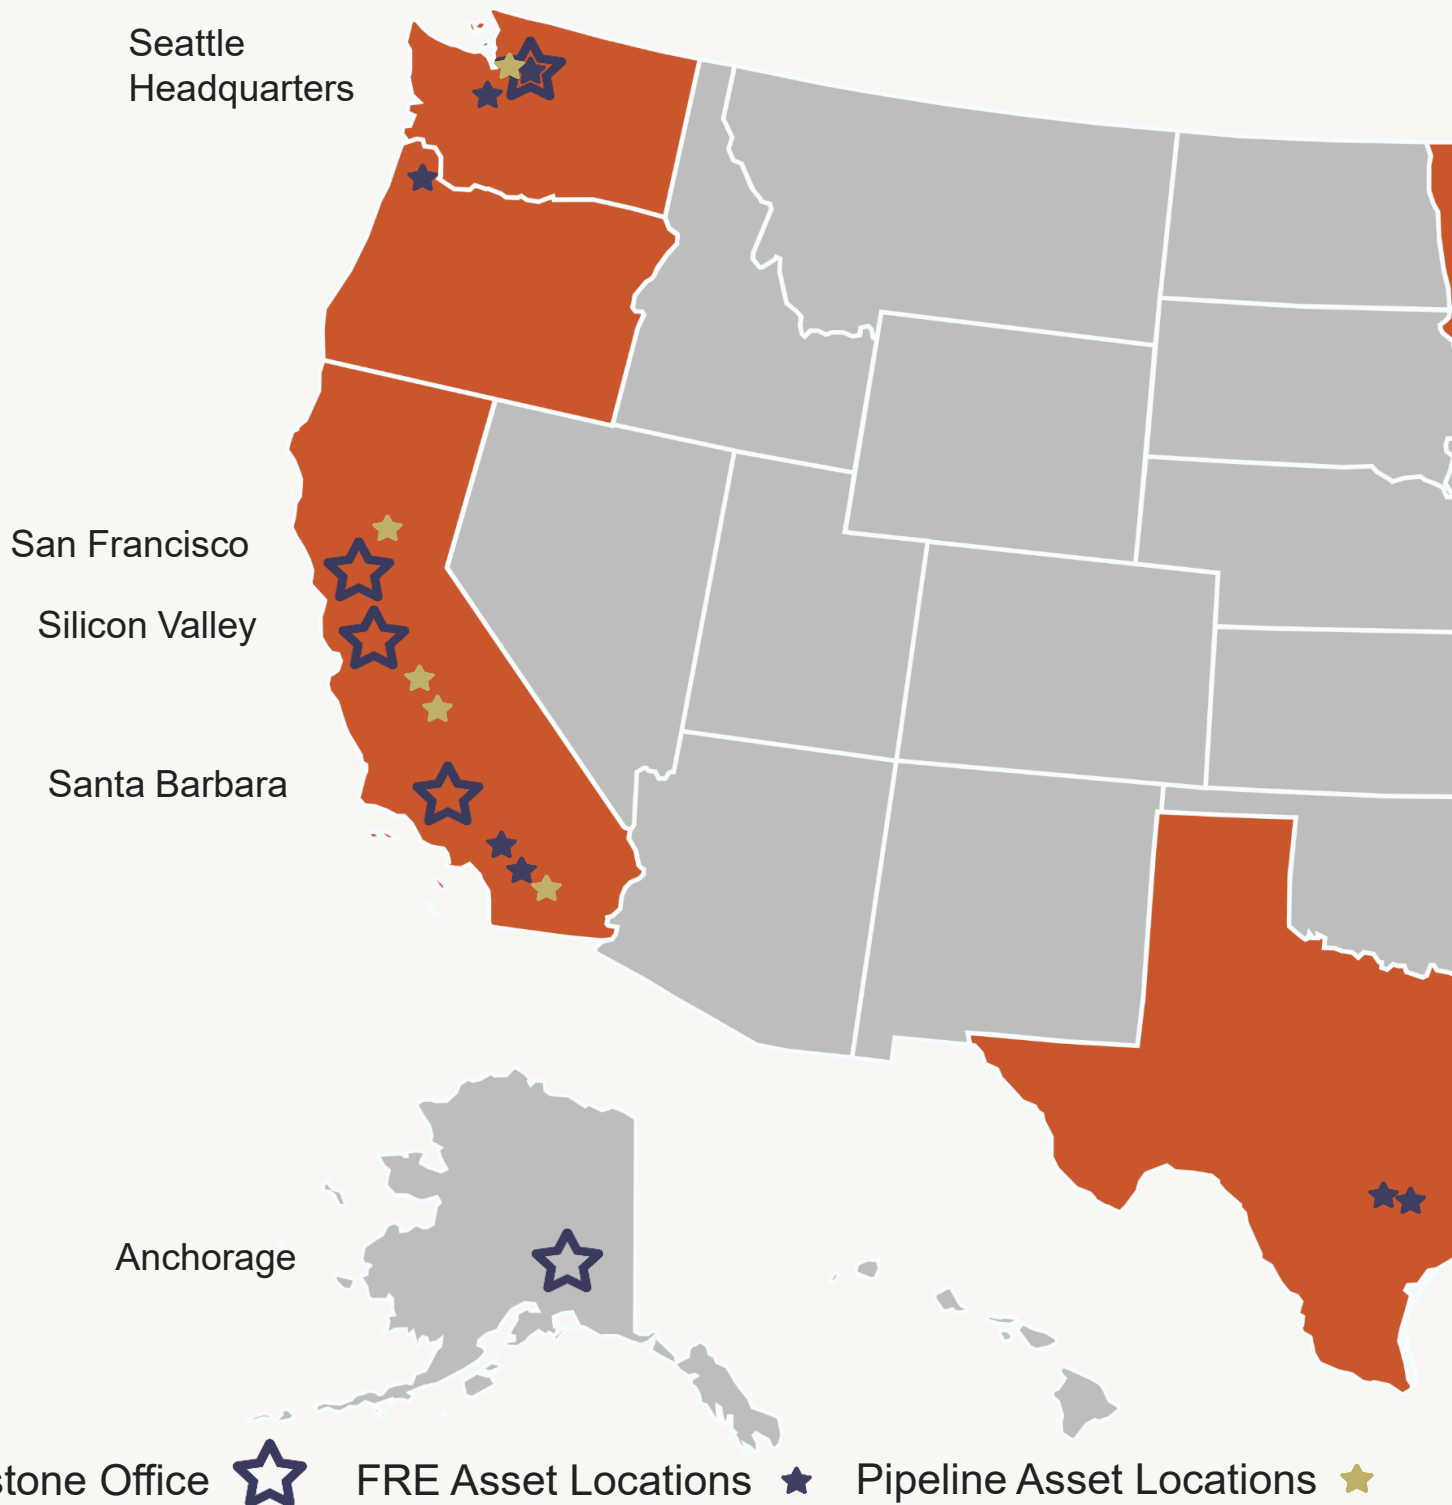 Seattle
Headquarters
San Francisco
Silicon Valley
Santa Barbara
Anchorage
stone Office FRE Asset Locations Pipeline Asset Locations